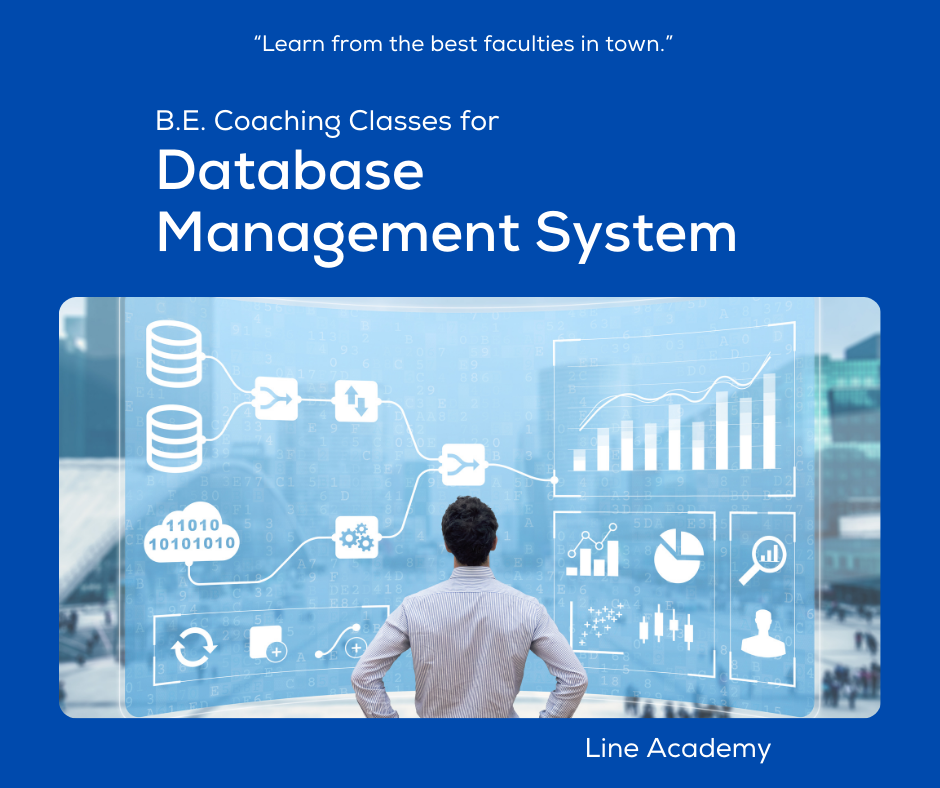 “Learn from the best faculties in town.”
B.E. Coaching Classes for
Database
Management System
11010
10101010
Line Academy